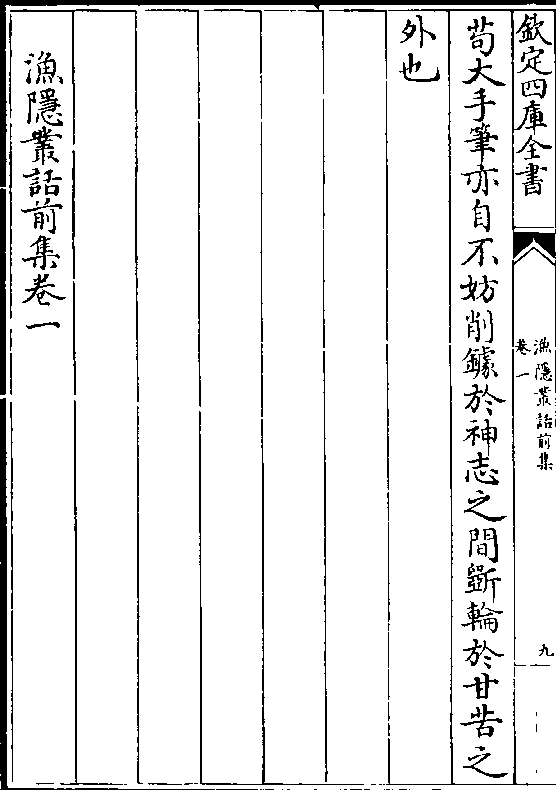 欽定四庫全書
漁隱叢話前集
卷一
九
苟大手筆亦自不妨削鐻於神志之間斲輪於甘苦之
外也
漁隱叢話前集卷一